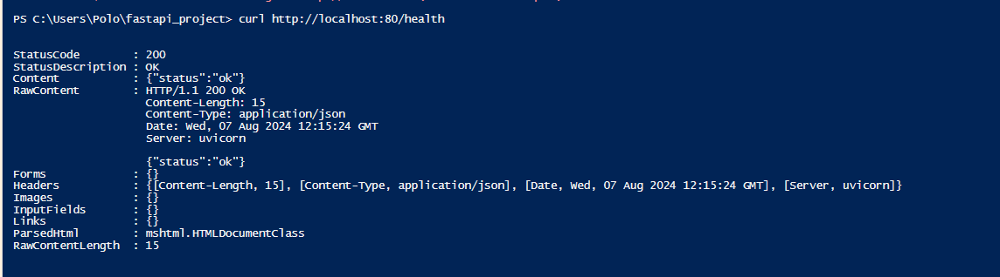 PS C:\Users\Polo\fastapi_project> curl http://localhost:80/health
StatusCode        : 200
StatusDescription : OK
Content           : {"status":"ok"}
RawContent        : HTTP/1.1 200 OK
                    Content-Length: 15
                    Content-Type: application/json
                    Date: Wed, 07 Aug 2024 12:15:24 GMT
                    Server: uvicorn

                    {"status":"ok"}
Forms             : {}
Headers           : {[Content-Length, 15], [Content-Type, application/json], [Date, Wed, 07 Aug 2024 12:15:24 GMT], [Server, uvicorn]}
Images            : {}
InputFields       : {}
Links             : {}
ParsedHtml        : mshtml.HTMLDocumentClass
RawContentLength  : 15